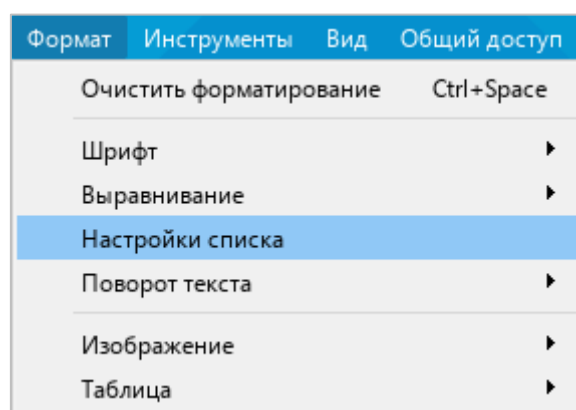 Формат Инструменты Вид Общий доступ
Очистить форматирование Ctrl+Space
Шрифт
Выравнивание
Настройки списка
Поворот текста
Изображение
Таблица